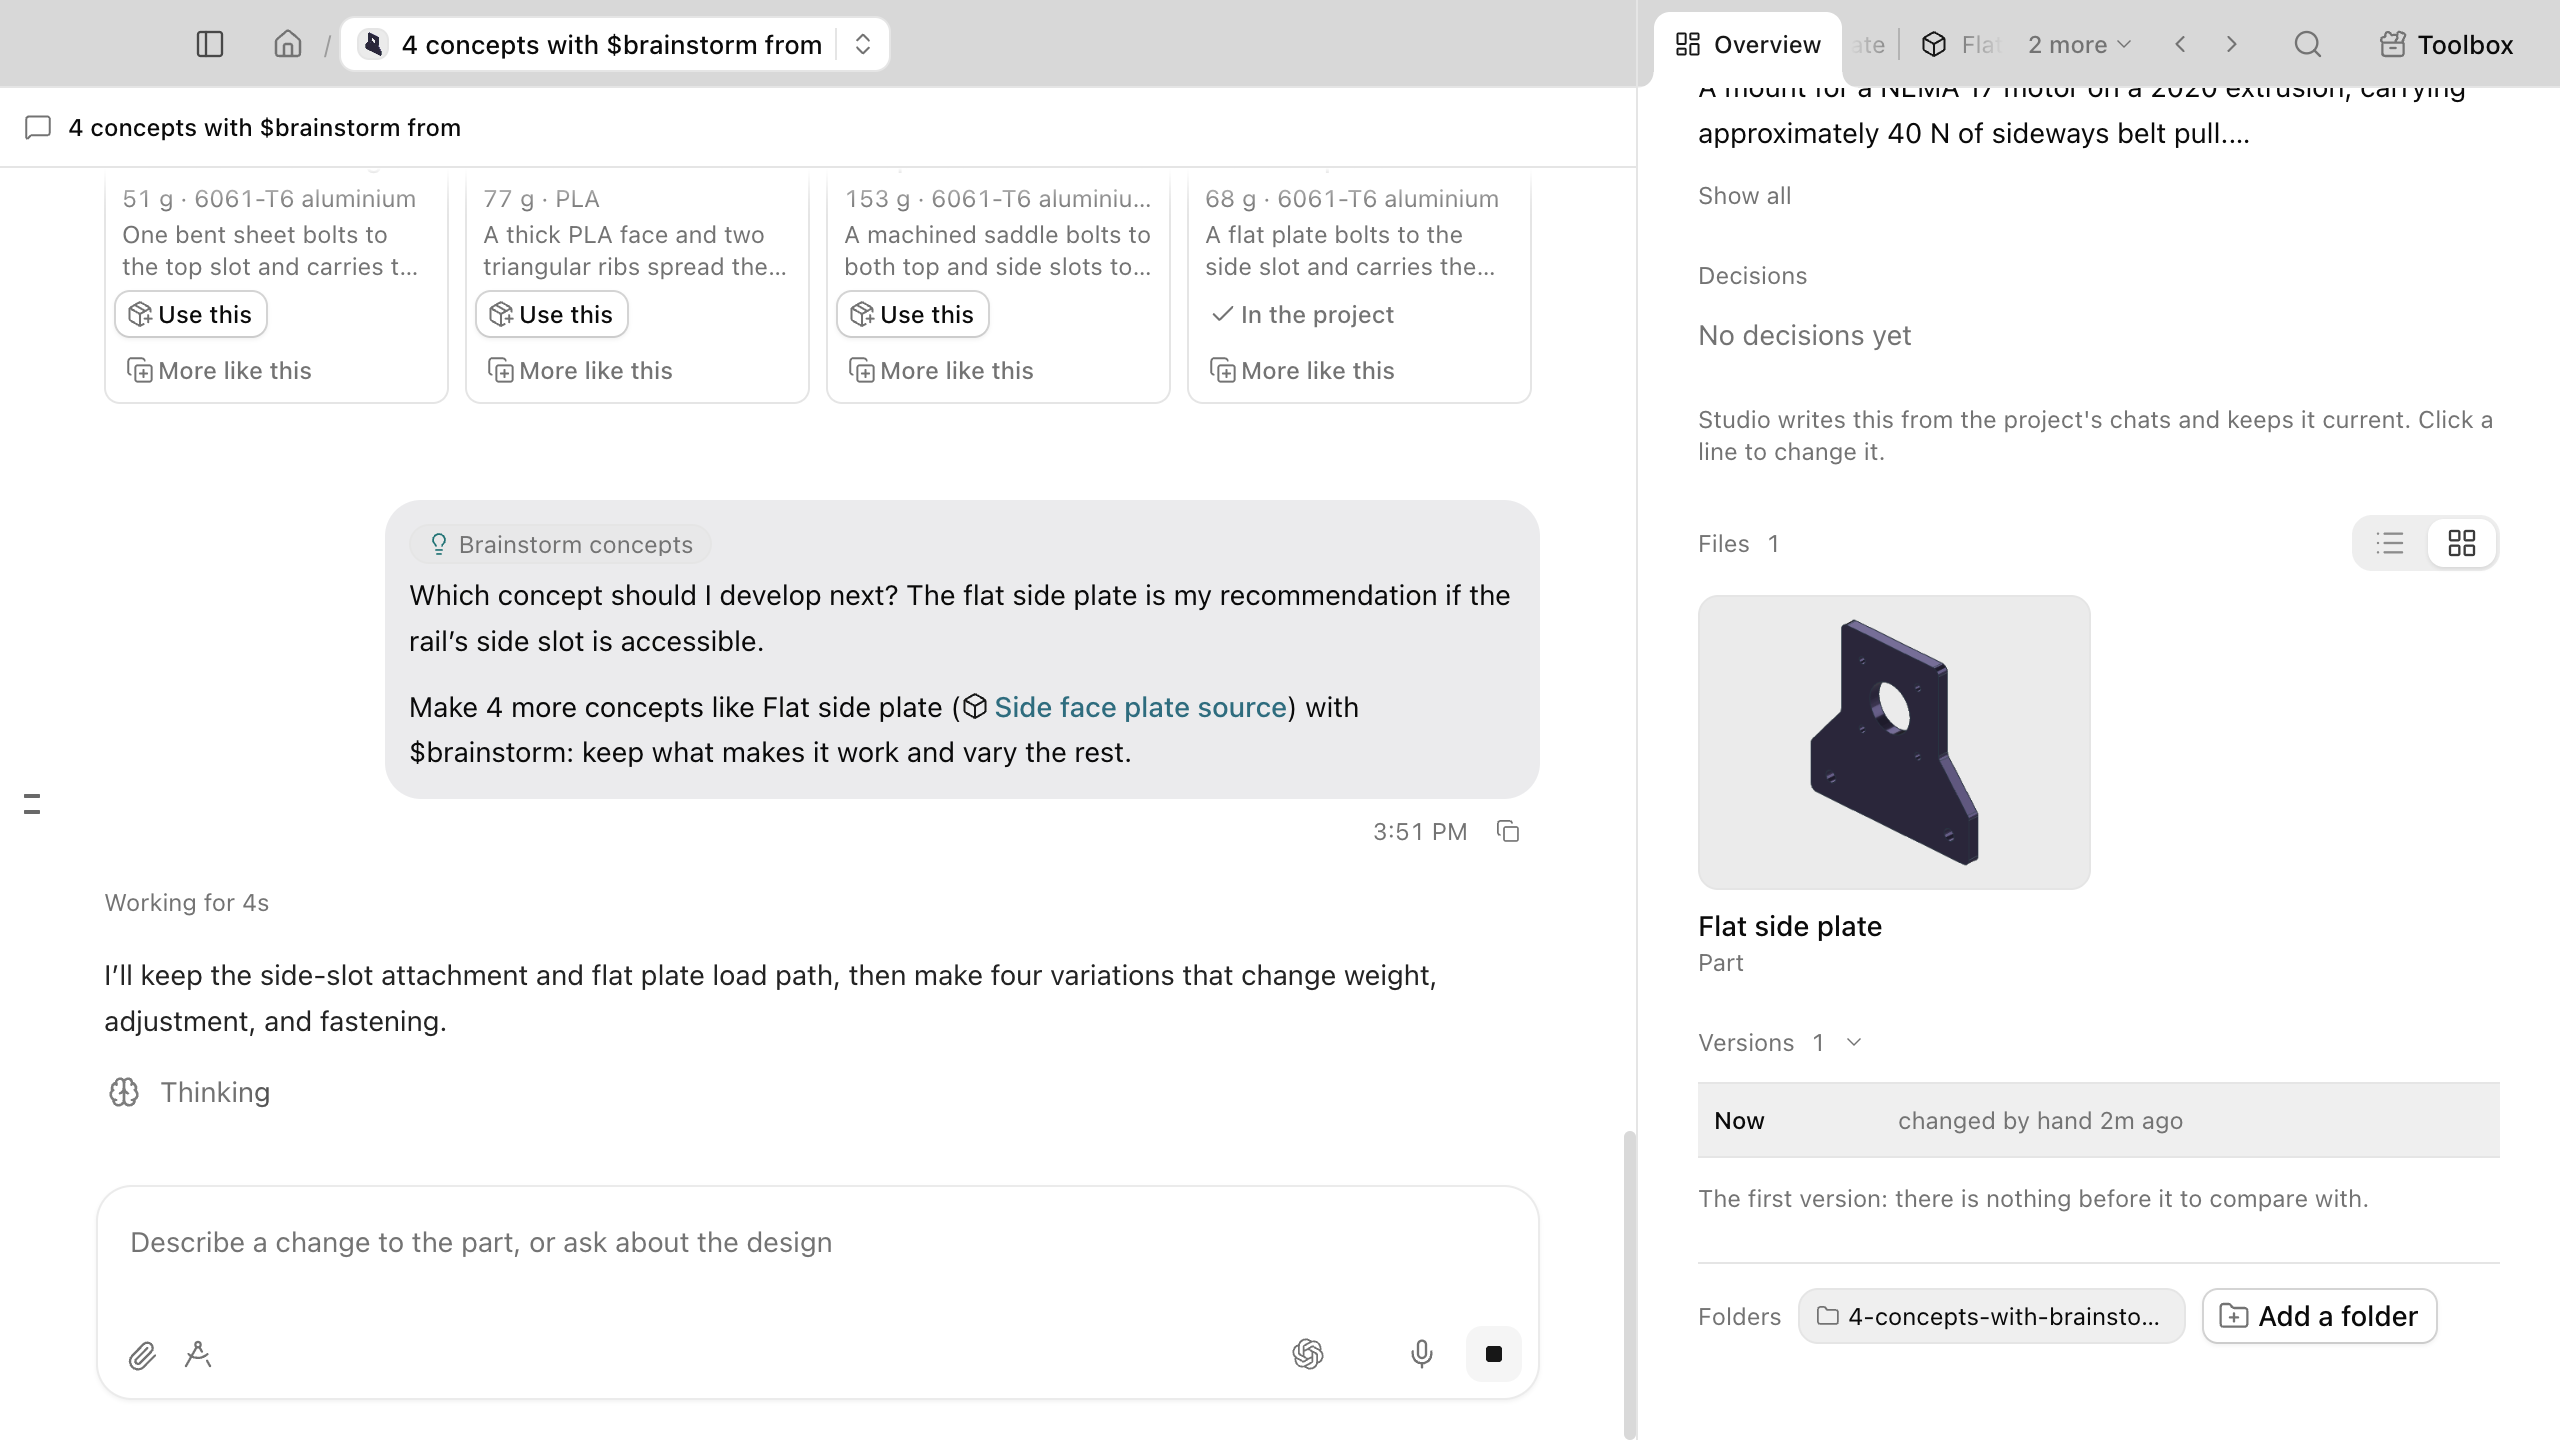 4 concepts with $brainstorm from
Overview
Flat
2 more
Toolbox
4 concepts with $brainstorm from
51 g · 6061-T6 aluminium
One bent sheet bolts to
the top slot and carries t...
Use this
More like this
77 g · PLA
A thick PLA face and two
triangular ribs spread the...
Use this
More like this
153 g · 6061-T6 aluminiu...
A machined saddle bolts to
both top and side slots to...
Use this
More like this
68 g · 6061-T6 aluminium
A flat plate bolts to the
side slot and carries the...
In the project
More like this
Brainstorm concepts
Which concept should I develop next? The flat side plate is my recommendation if the
rail’s side slot is accessible.
Make 4 more concepts like Flat side plate (Side face plate source) with
$brainstorm: keep what makes it work and vary the rest.
3:51 PM
Working for 4s
I’ll keep the side-slot attachment and flat plate load path, then make four variations that change weight,
adjustment, and fastening.
Thinking
Describe a change to the part, or ask about the design
A mount for a NEMA 17 motor on a 2020 extrusion, carrying
approximately 40 N of sideways belt pull....
Show all
Decisions
No decisions yet
Studio writes this from the project's chats and keeps it current. Click a
line to change it.
Files 1
Flat side plate
Part
Versions 1
Now changed by hand 2m ago
The first version: there is nothing before it to compare with.
Folders 4-concepts-with-brainsto... Add a folder